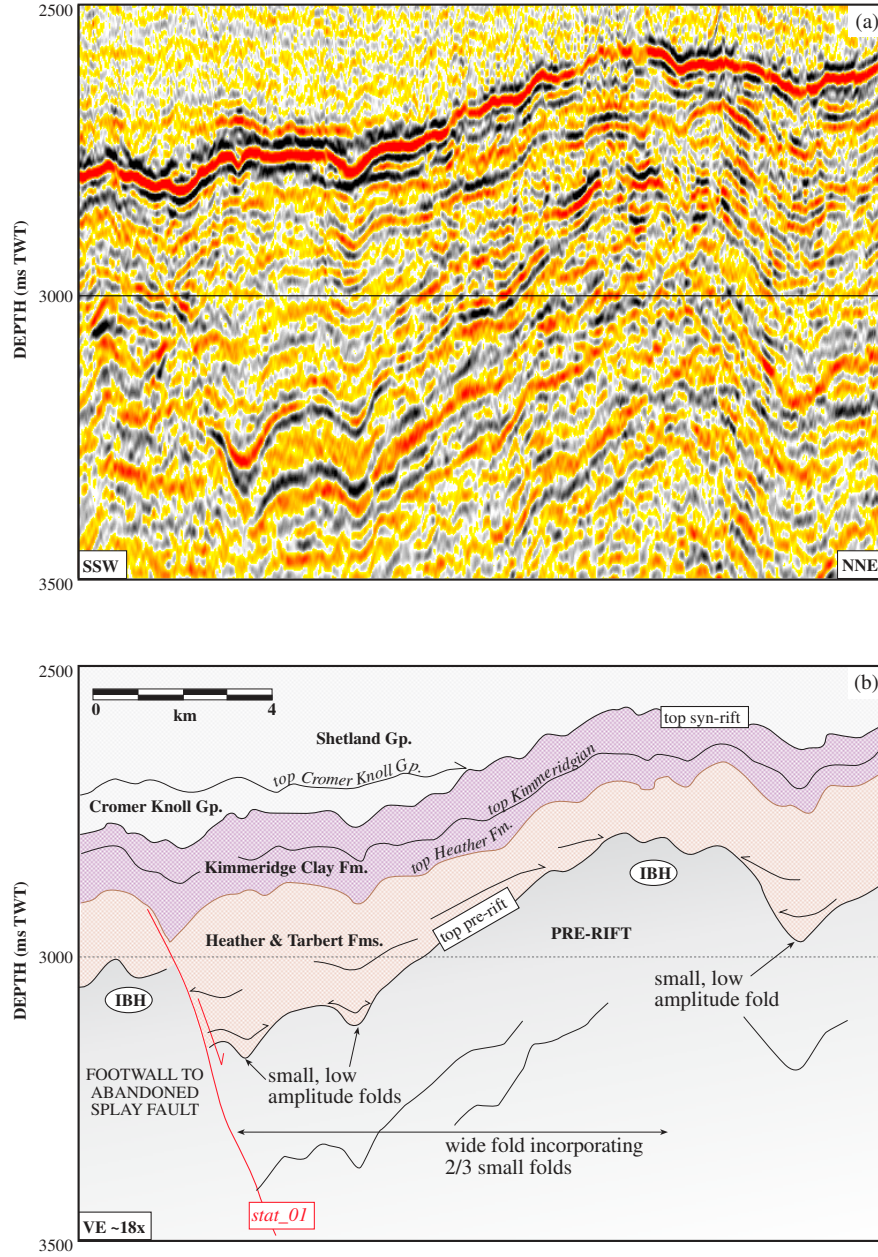 2500
(a)
DEPTH (ms TWT)
3000
SSW
NNE
3500
2500
(b)
0
4
km
top syn-rift
Shetland Gp.
top Cromer Knoll Gp.
top Kimmeridgian
Cromer Knoll Gp.
top Heather Fm.
Kimmeridge Clay Fm.
IBH
top pre-rift
Heather & Tarbert Fms.
PRE-RIFT
DEPTH (ms TWT)
3000
IBH
small, low
amplitude fold
FOOTWALL TO
ABANDONED
SPLAY FAULT
small, low
amplitude folds
wide fold incorporating
2/3 small folds
stat_01
VE ~18x
3500